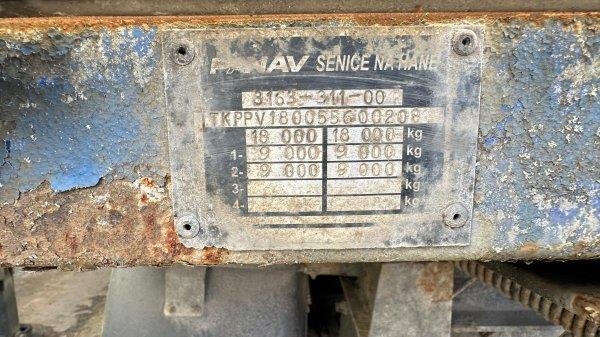 PANAV SENICE NA HANÉ
3163-311-00
TKPPV180055G00208
18 000 18 000 kg
1- 9 000 9 000 kg
2- 9 000 9 000 kg
3- kg
4- kg